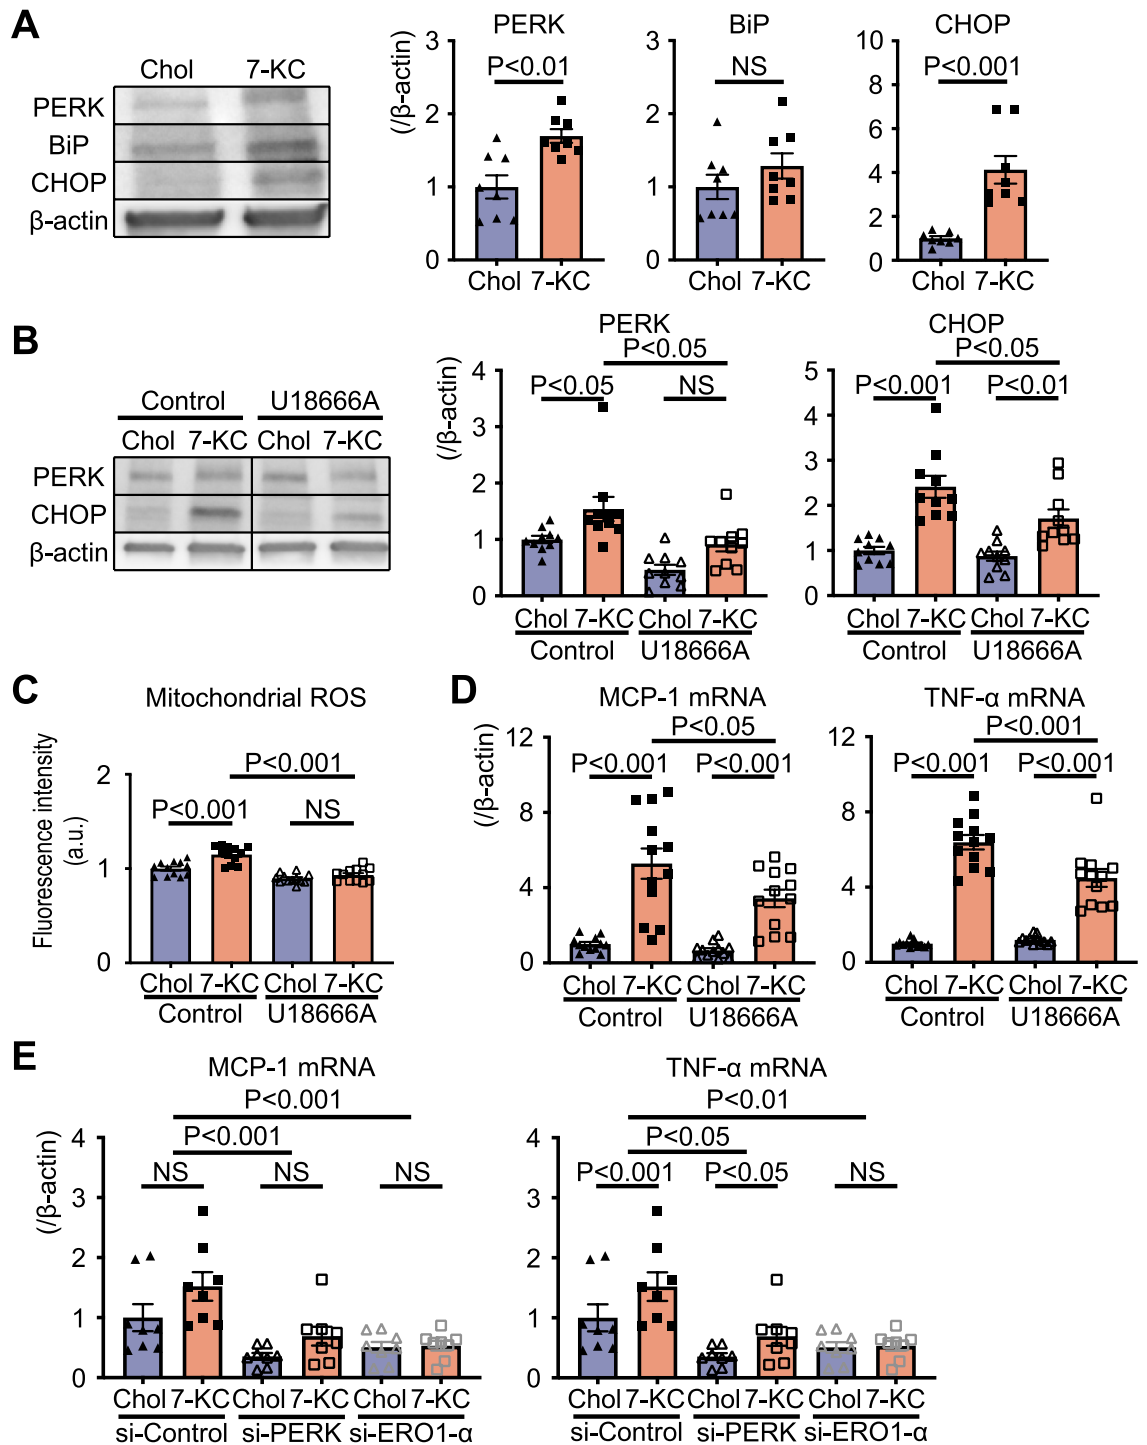 A
Chol 7-KC
PERK
BiP
CHOP
β-actin
PERK
(/β-actin)
3
2
1
0
P<0.01
Chol 7-KC
BiP
3
2
1
0
NS
Chol 7-KC
CHOP
10
8
6
4
2
0
P<0.001
Chol 7-KC
B
Control U18666A
Chol 7-KC Chol 7-KC
PERK
CHOP
β-actin
PERK
P<0.05
(/β-actin)
4
3
2
1
0
P<0.05 NS
Chol 7-KC Chol 7-KC
Control U18666A
CHOP
P<0.05
5
4
3
2
1
0
P<0.001 P<0.01
Chol 7-KC Chol 7-KC
Control U18666A
C
Mitochondrial ROS
Fluorescence intensity
(a.u.)
2
1
0
P<0.001
P<0.001 NS
Chol 7-KC Chol 7-KC
Control U18666A
D
MCP-1 mRNA
(/β-actin)
12
8
4
0
P<0.05
P<0.001 P<0.001
Chol 7-KC Chol 7-KC
Control U18666A
TNF-α mRNA
12
8
4
0
P<0.001
P<0.001 P<0.001
Chol 7-KC Chol 7-KC
Control U18666A
E
MCP-1 mRNA
P<0.001
P<0.001
(/β-actin)
4
3
2
1
0
NS NS NS
Chol 7-KC Chol 7-KC Chol 7-KC
si-Control si-PERK si-ERO1-α
TNF-α mRNA
P<0.01
P<0.05
4
3
2
1
0
P<0.001 P<0.05 NS
Chol 7-KC Chol 7-KC Chol 7-KC
si-Control si-PERK si-ERO1-α